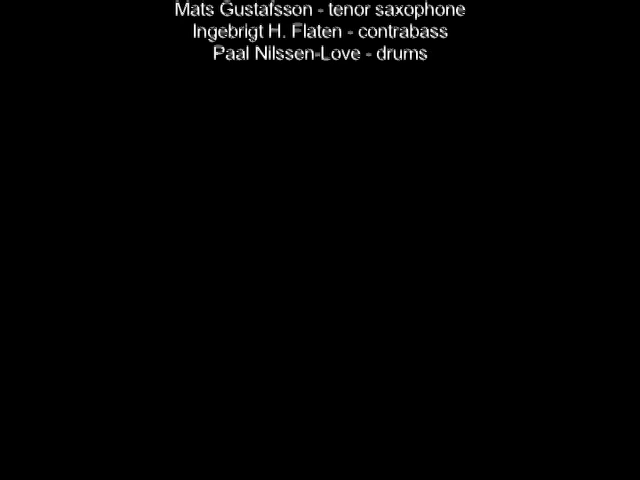 Mats Gustafsson - tenor saxophone
Ingebrigt H. Flaten - contrabass
Paal Nilssen-Love - drums